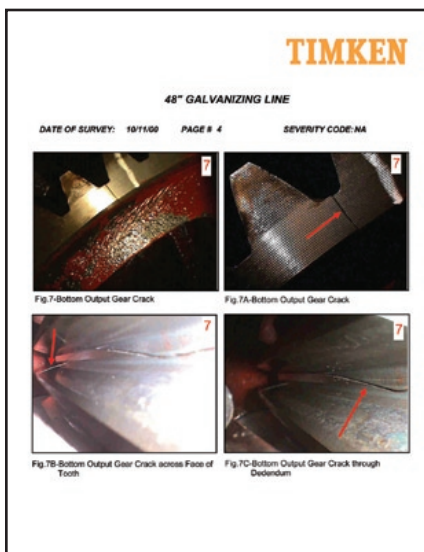 TIMKEN
48" GALVANIZING LINE
DATE OF SURVEY: 10/11/00 PAGE # 4 SEVERITY CODE: NA
7 7
Fig.7-Bottom Output Gear Crack Fig.7A-Bottom Output Gear Crack
7 7
Fig.7B-Bottom Output Gear Crack across Face of
Tooth
Fig.7C-Bottom Output Gear Crack through
Dedendum